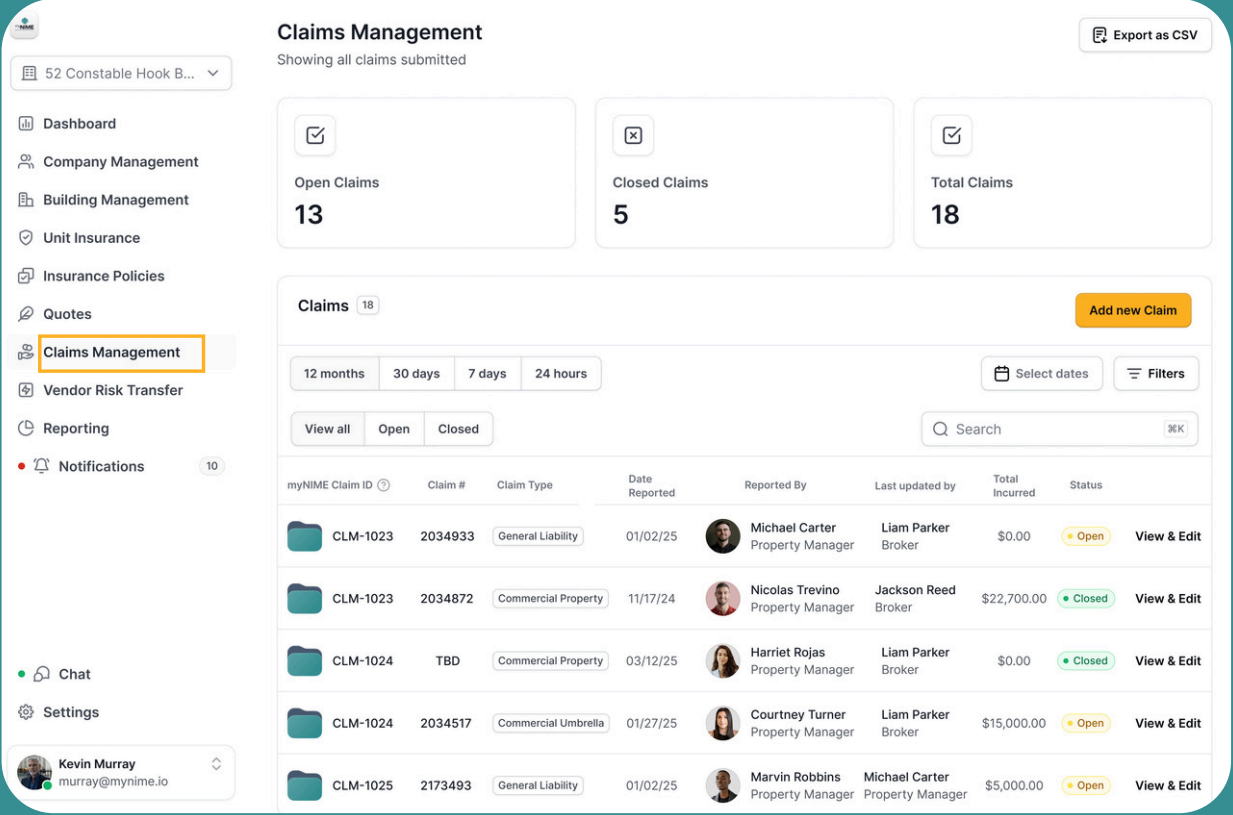 NIME
52 Constable Hook B...
Dashboard
Company Management
Building Management
Unit Insurance
Insurance Policies
Quotes
Claims Management
Vendor Risk Transfer
Reporting
Notifications 10
Chat
Settings
Kevin Murray
murray@mynime.io
Claims Management
Showing all claims submitted
Export as CSV
Open Claims
13
Closed Claims
5
Total Claims
18
Claims 18
Add new Claim
12 months 30 days 7 days 24 hours
Select dates Filters
View all Open Closed
Search ⌘K
myNIME Claim ID ? Claim # Claim Type Date Reported Reported By Last updated by Total Incurred Status
CLM-1023 2034933 General Liability 01/02/25 Michael Carter Liam Parker $0.00 Open View & Edit
Property Manager Broker
CLM-1023 2034872 Commercial Property 11/17/24 Nicolas Trevino Jackson Reed $22,700.00 Closed View & Edit
Property Manager Broker
CLM-1024 TBD Commercial Property 03/12/25 Harriet Rojas Liam Parker $0.00 Closed View & Edit
Property Manager Broker
CLM-1024 2034517 Commercial Umbrella 01/27/25 Courtney Turner Liam Parker $15,000.00 Open View & Edit
Property Manager Broker
CLM-1025 2173493 General Liability 01/02/25 Marvin Robbins Michael Carter $5,000.00 Open View & Edit
Property Manager Property Manager